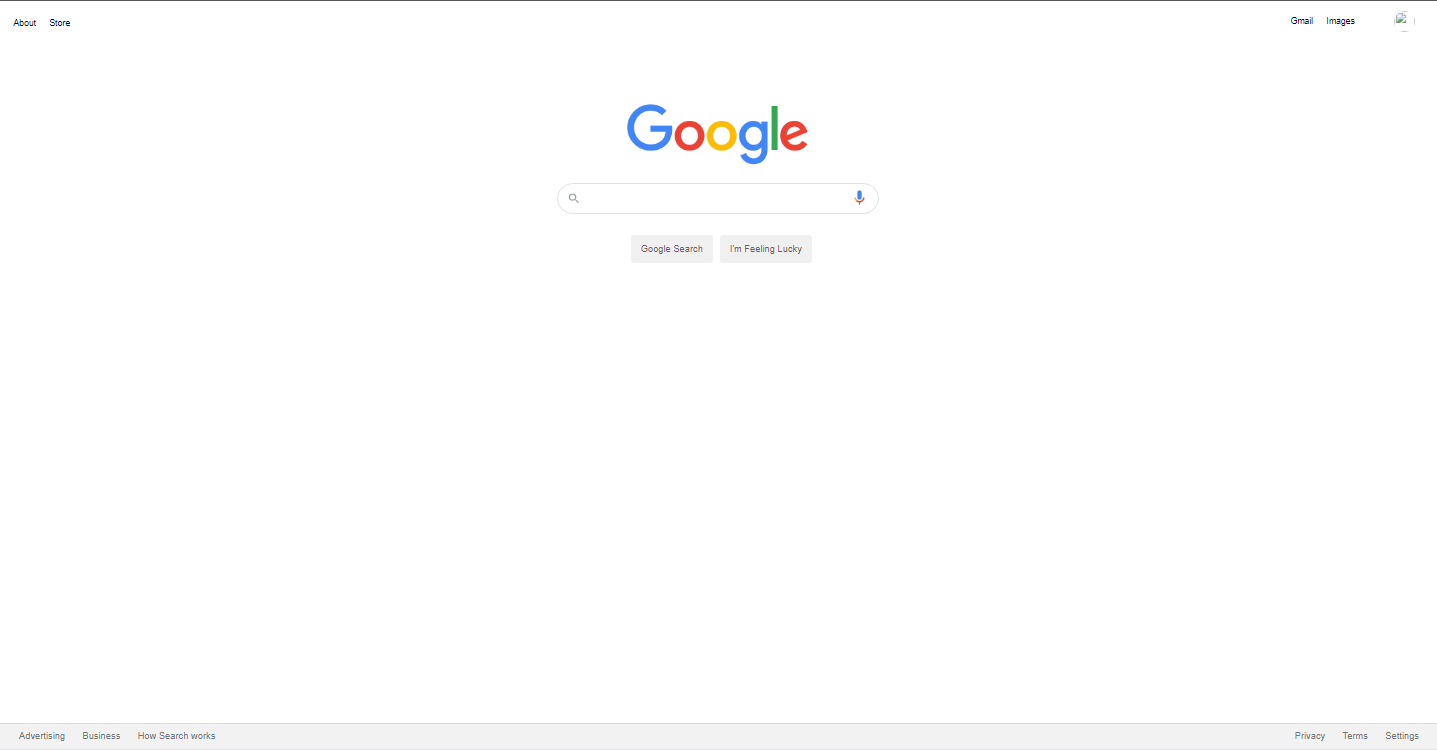 About Store Gmail Images
Google
Google Search I'm Feeling Lucky
Advertising Business How Search works Privacy Terms Settings